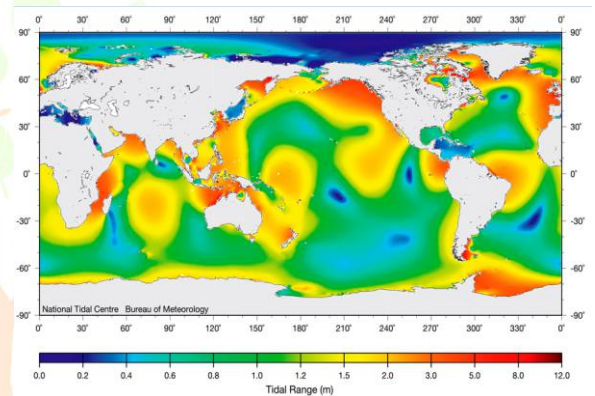 0° 30° 60° 90° 120° 150° 180° 210° 240° 270° 300° 330° 0°
90° 90°
60° 60°
30° 30°
0° 0°
-30° -30°
-60° -60°
National Tidal Centre Bureau of Meteorology
-90° -90°
0° 30° 60° 90° 120° 150° 180° 210° 240° 270° 300° 330° 0°
0.0 0.2 0.4 0.6 0.8 1.0 1.2 1.5 2.0 3.0 5.0 8.0 12.0
Tidal Range (m)